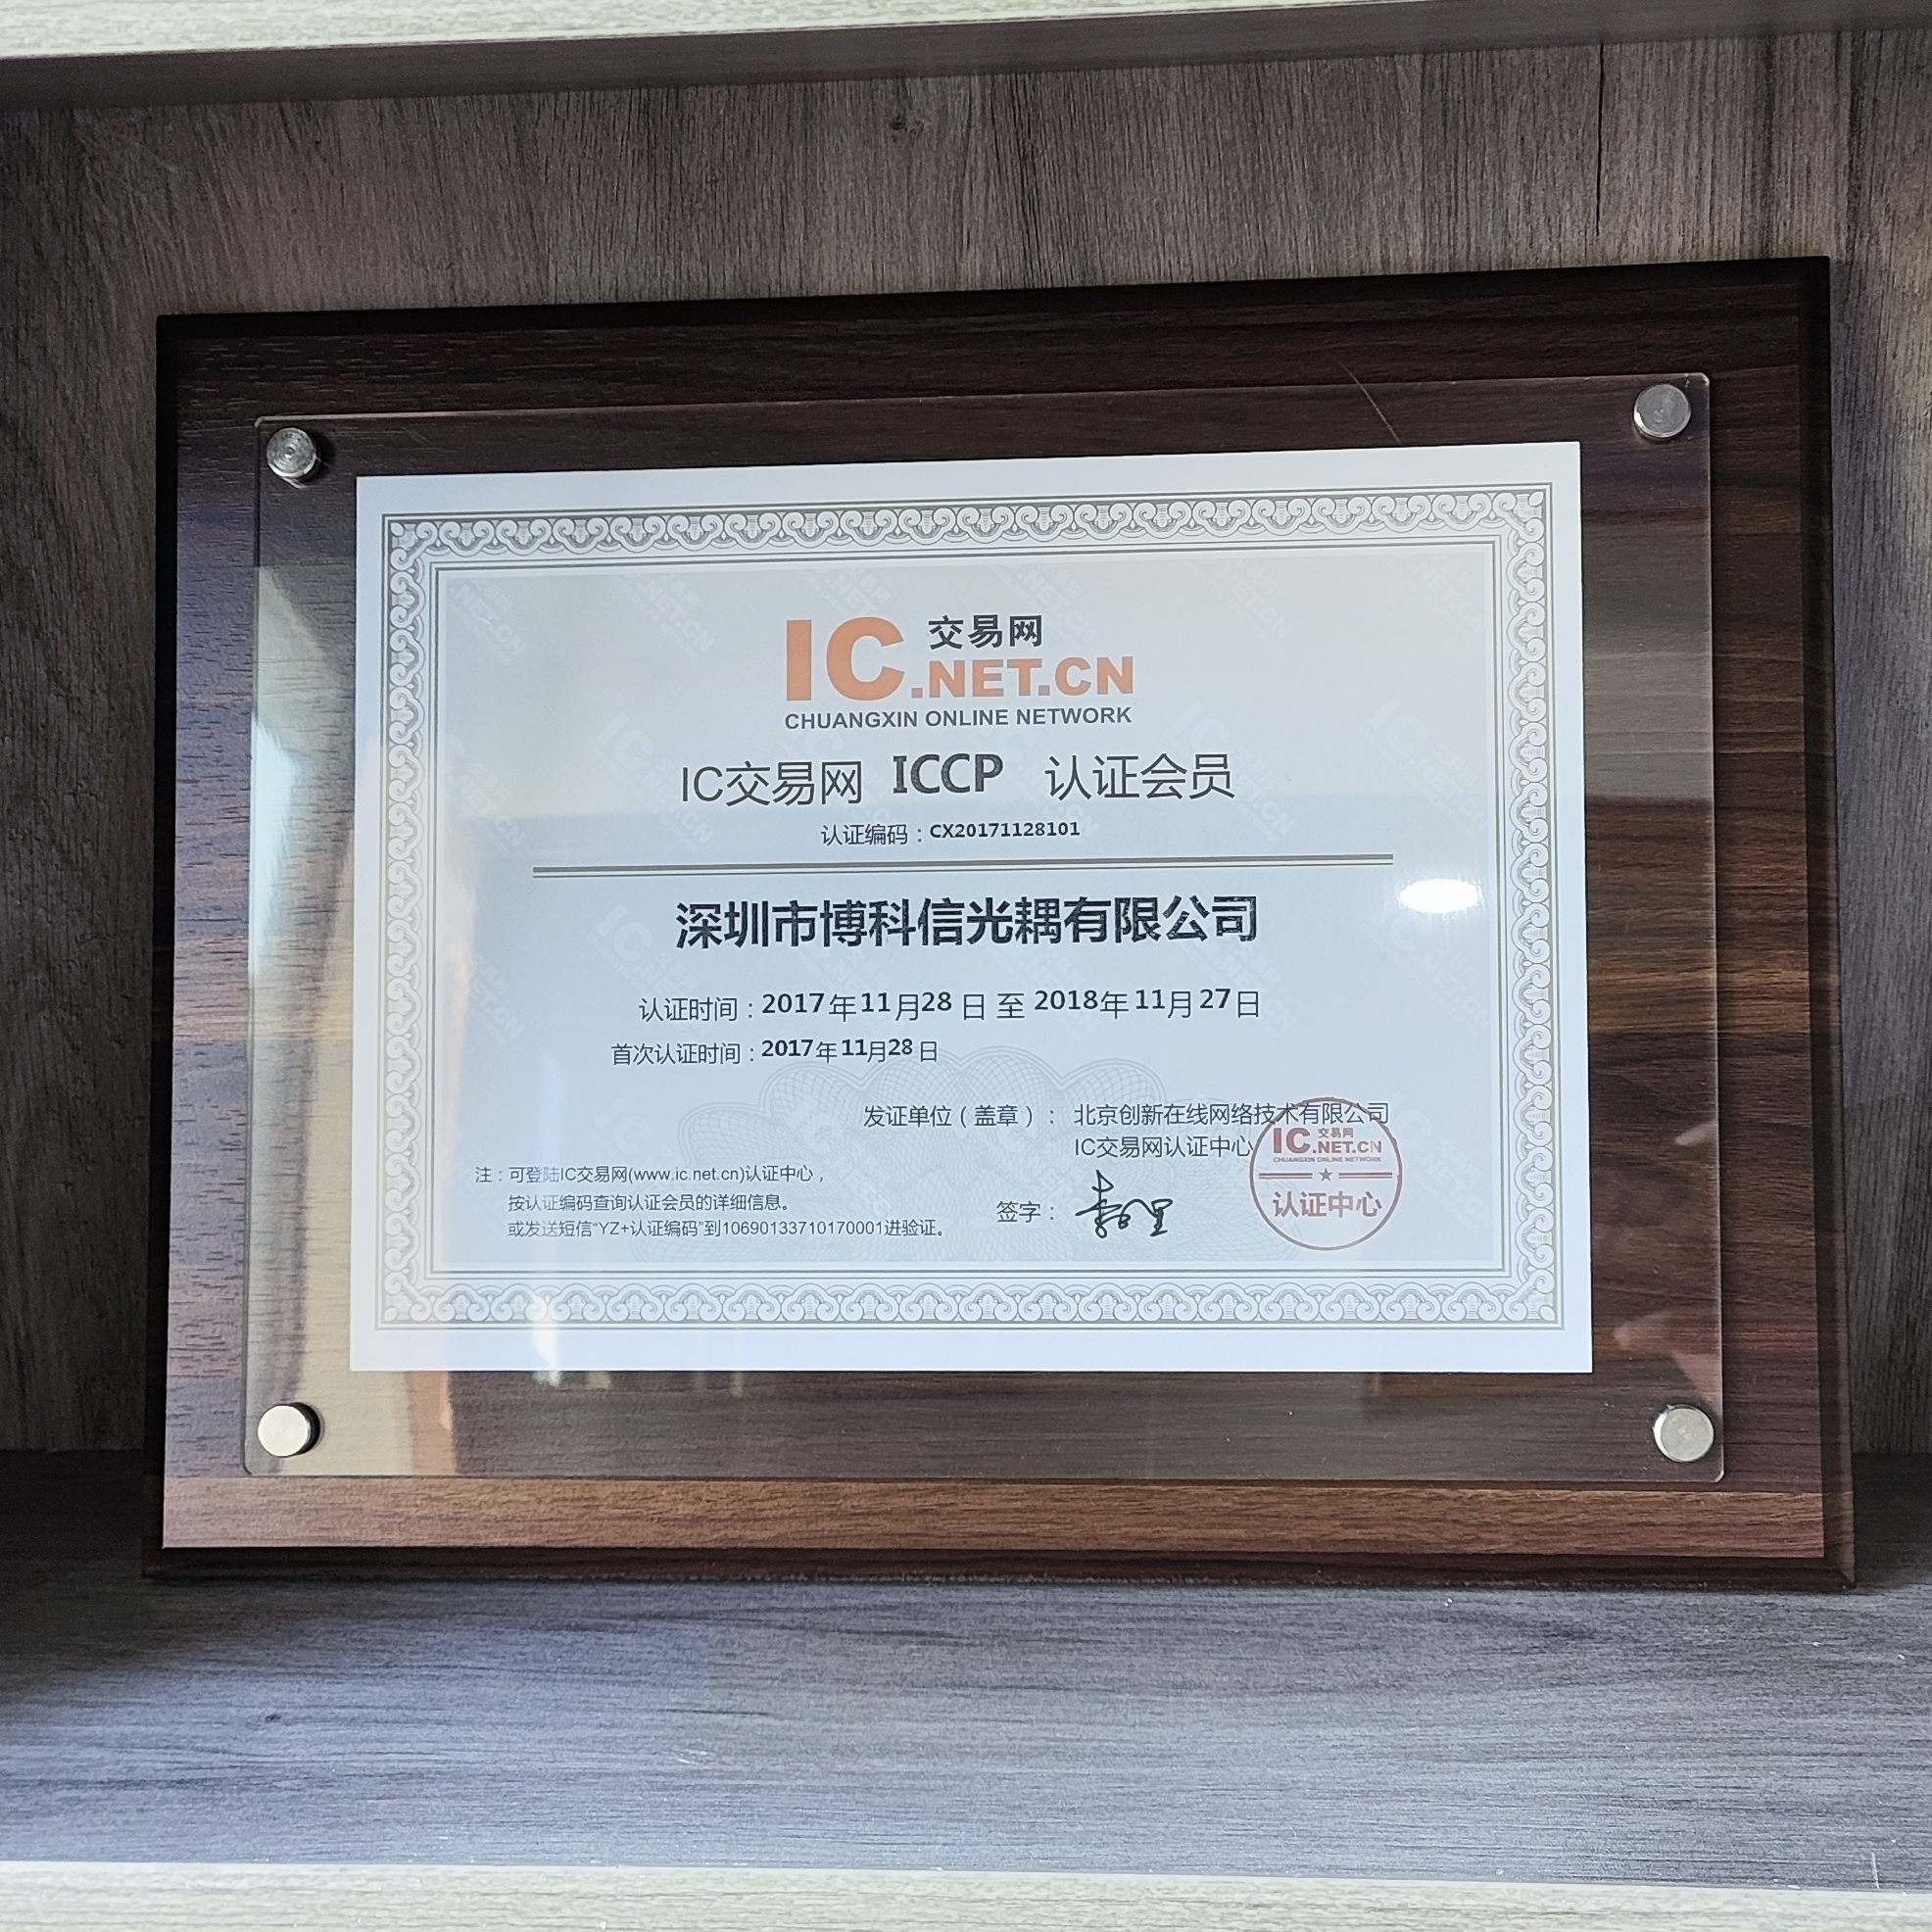 IC 交易网
.NET.CN
CHUANGXIN ONLINE NETWORK
IC交易网 ICCP 认证会员
认证编码：CX20171128101
深圳市博科信光耦有限公司
认证时间：2017年11月28日 至 2018年11月27日
首次认证时间：2017年11月28日
发证单位（盖章）： 北京创新在线网络技术有限公司
IC交易网认证中心
注：可登陆IC交易网(www.ic.net.cn)认证中心，
按认证编码查询认证会员的详细信息。
或发送短信“YZ+认证编码”到10690133710170001进验证。
签字：
IC 交易网
.NET.CN
CHUANGXIN ONLINE NETWORK
认证中心